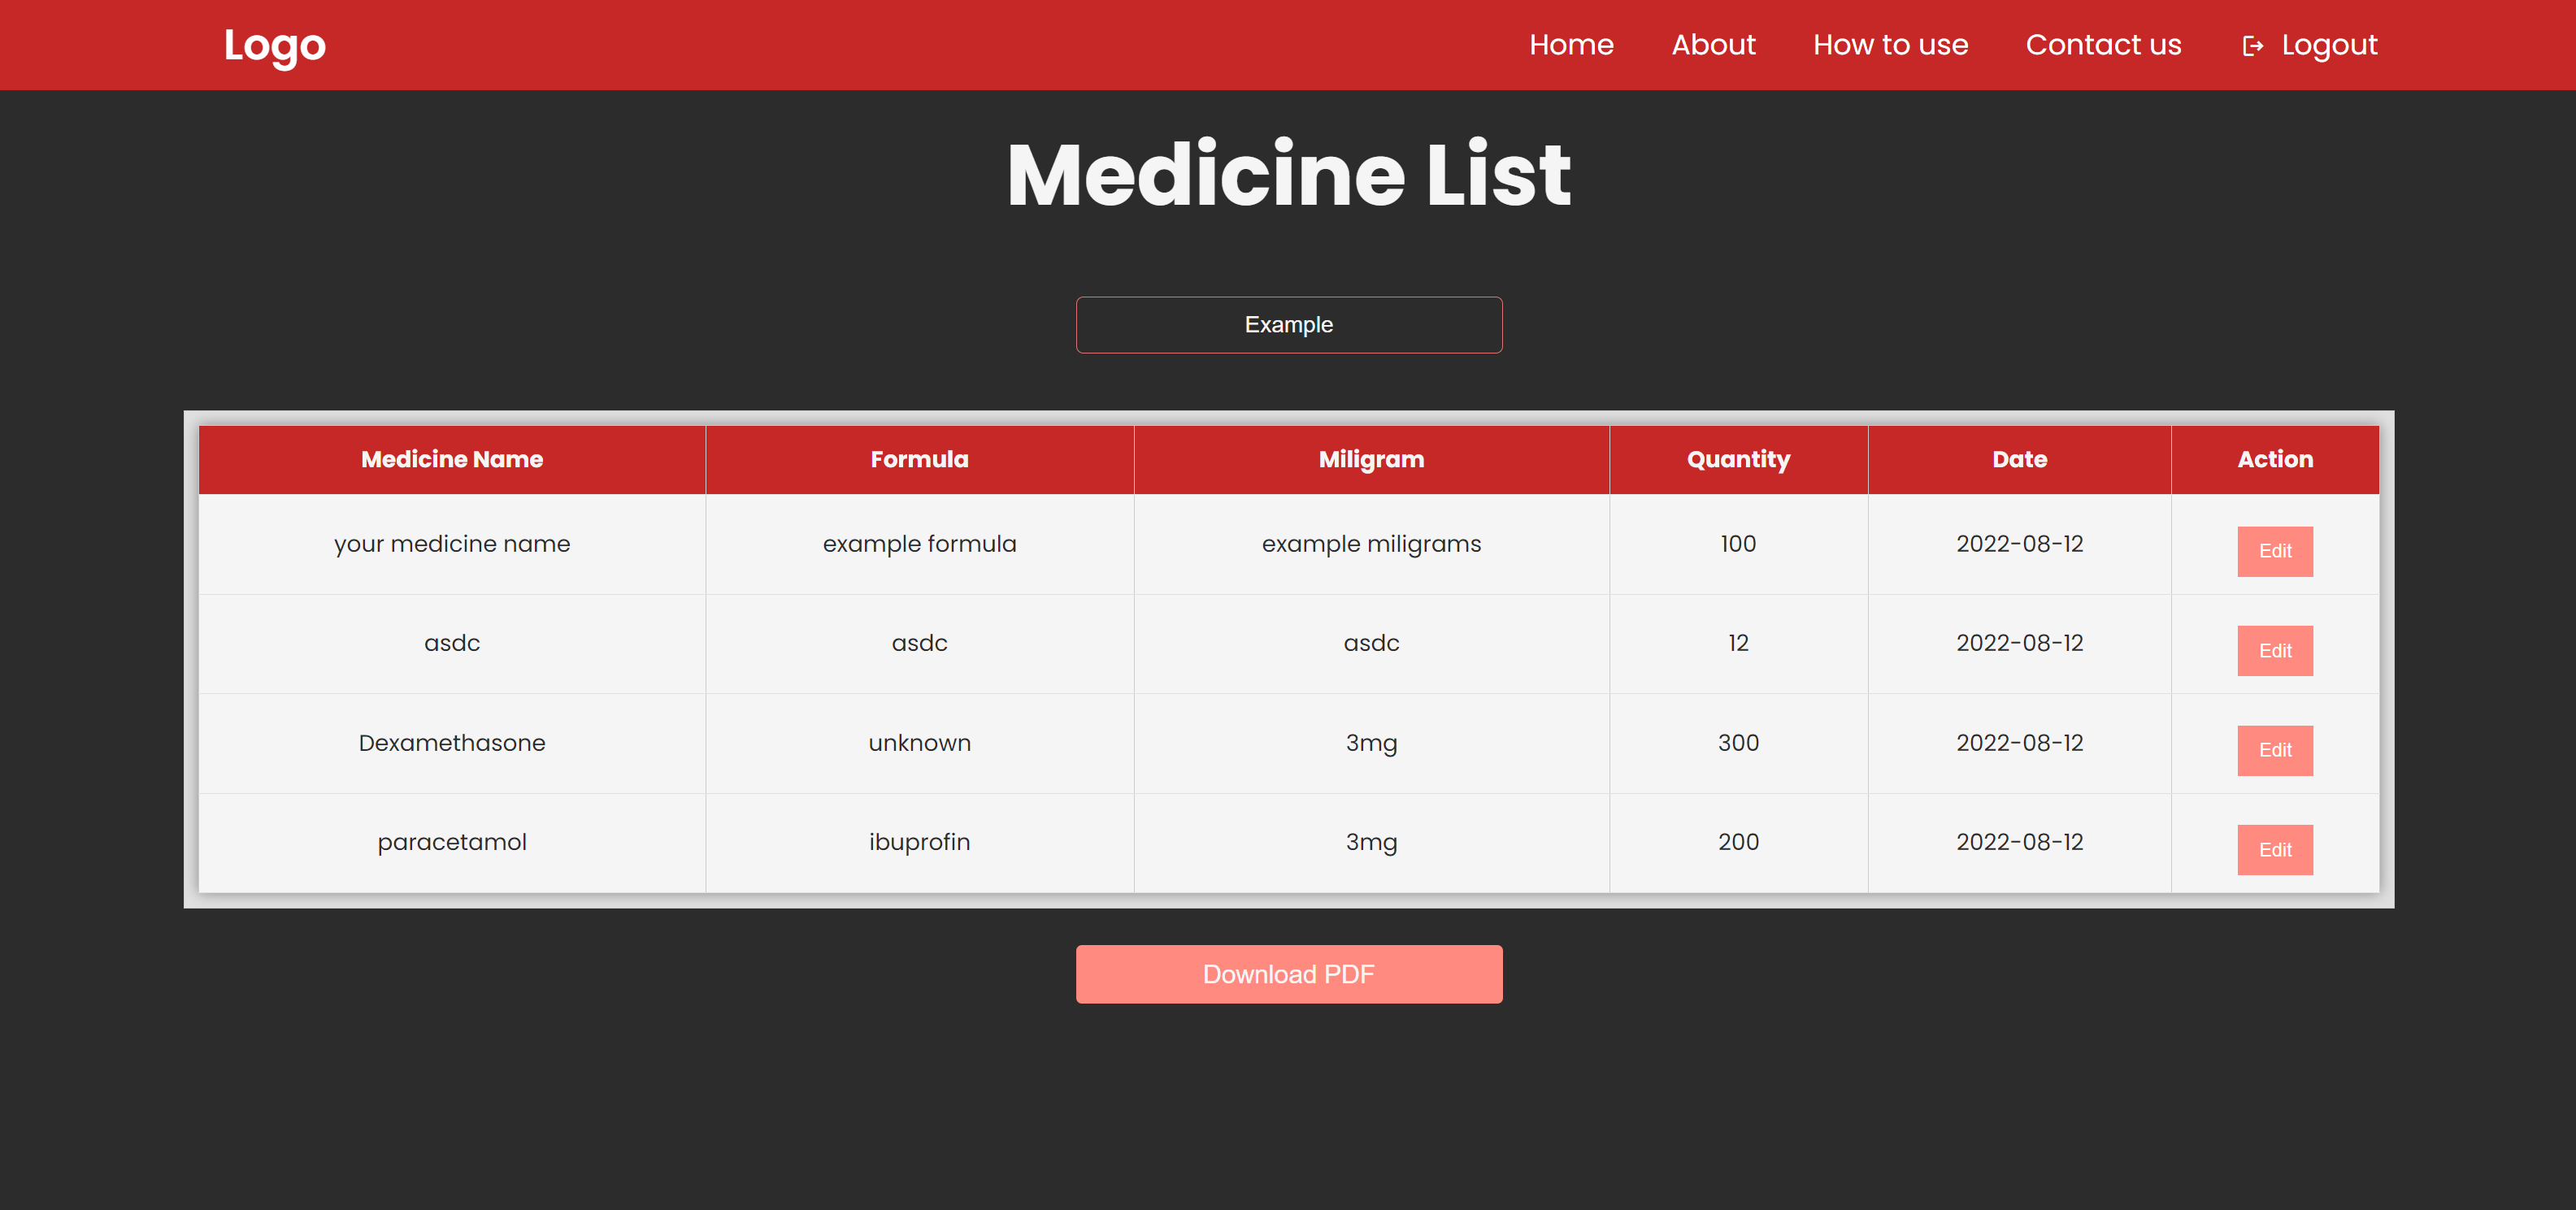 Logo Home About How to use Contact us Logout
Medicine List
Example
Medicine Name Formula Miligram Quantity Date Action
your medicine name example formula example miligrams 100 2022-08-12 Edit
asdc asdc asdc 12 2022-08-12 Edit
Dexamethasone unknown 3mg 300 2022-08-12 Edit
paracetamol ibuprofin 3mg 200 2022-08-12 Edit
Download PDF